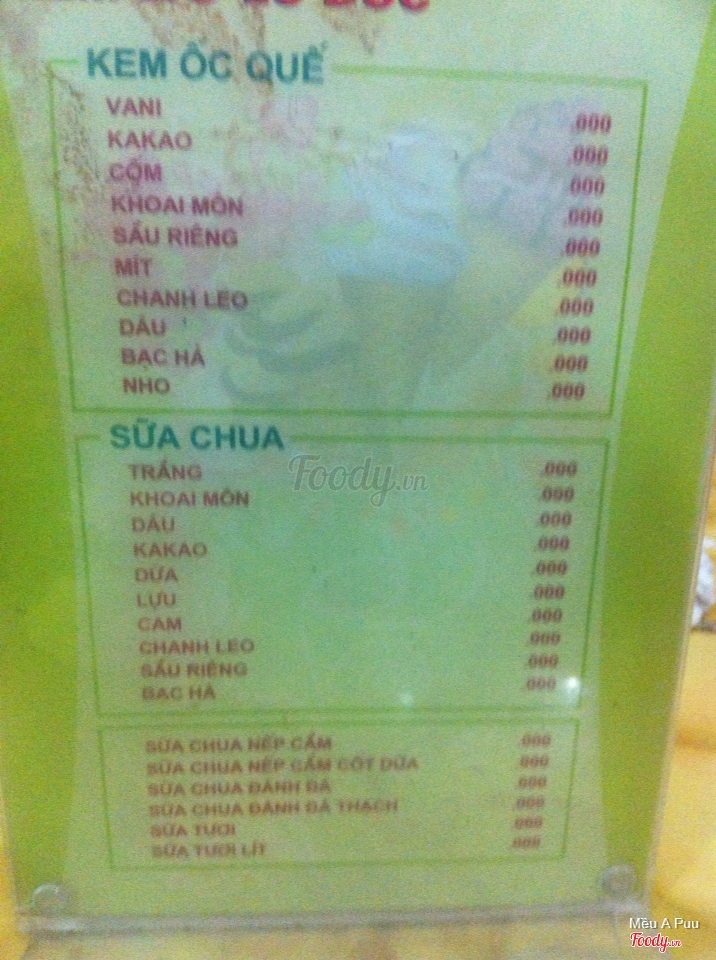 KEM ỐC QUẾ
VANI .000
KAKAO .000
CỐM .000
KHOAI MÔN .000
SẦU RIÊNG .000
MÍT .000
CHANH LEO .000
DÂU .000
BẠC HÀ .000
NHO .000
SỮA CHUA
TRẮNG .000
KHOAI MÔN .000
DÂU .000
KAKAO .000
DỪA .000
LỰU .000
CAM .000
CHANH LEO .000
SẦU RIÊNG .000
BẠC HÀ .000
SỮA CHUA NẾP CẨM .000
SỮA CHUA NẾP CẨM CỐT DỪA .000
SỮA CHUA ĐÁNH ĐÁ .000
SỮA CHUA ĐÁNH ĐÁ THẠCH .000
SỮA TƯƠI .000
SỮA TƯƠI LÍT .000
Foody.vn
Mều A Puu
Foody.vn